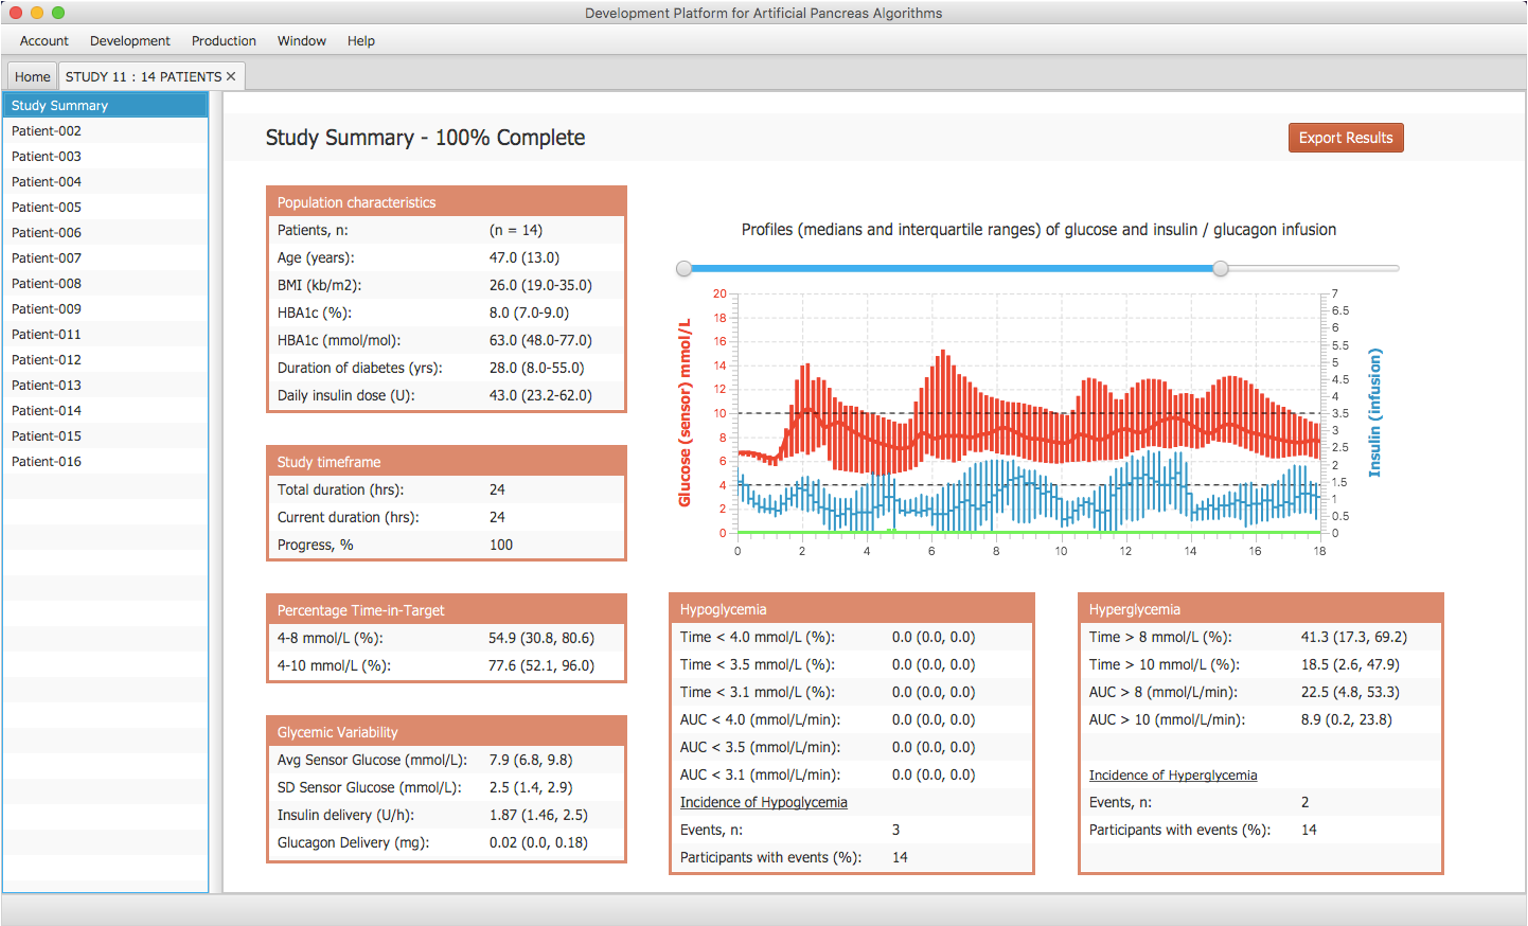 Development Platform for Artificial Pancreas Algorithms
Account Development Production Window Help
Home STUDY 11 : 14 PATIENTS ✕
Study Summary
Patient-002
Patient-003
Patient-004
Patient-005
Patient-006
Patient-007
Patient-008
Patient-009
Patient-011
Patient-012
Patient-013
Patient-014
Patient-015
Patient-016
Study Summary - 100% Complete
Export Results
Population characteristics
Patients, n: (n = 14)
Age (years): 47.0 (13.0)
BMI (kb/m2): 26.0 (19.0-35.0)
HBA1c (%): 8.0 (7.0-9.0)
HBA1c (mmol/mol): 63.0 (48.0-77.0)
Duration of diabetes (yrs): 28.0 (8.0-55.0)
Daily insulin dose (U): 43.0 (23.2-62.0)
Study timeframe
Total duration (hrs): 24
Current duration (hrs): 24
Progress, % 100
Percentage Time-in-Target
4-8 mmol/L (%): 54.9 (30.8, 80.6)
4-10 mmol/L (%): 77.6 (52.1, 96.0)
Glycemic Variability
Avg Sensor Glucose (mmol/L): 7.9 (6.8, 9.8)
SD Sensor Glucose (mmol/L): 2.5 (1.4, 2.9)
Insulin delivery (U/h): 1.87 (1.46, 2.5)
Glucagon Delivery (mg): 0.02 (0.0, 0.18)
Profiles (medians and interquartile ranges) of glucose and insulin / glucagon infusion
Glucose (sensor) mmol/L
20
18
16
14
12
10
8
6
4
2
0
7
6.5
6
5.5
5
4.5
4
3.5
3
2.5
2
1.5
1
0.5
0
Insulin (infusion)
0 2 4 6 8 10 12 14 16 18
Hypoglycemia
Time < 4.0 mmol/L (%): 0.0 (0.0, 0.0)
Time < 3.5 mmol/L (%): 0.0 (0.0, 0.0)
Time < 3.1 mmol/L (%): 0.0 (0.0, 0.0)
AUC < 4.0 (mmol/L/min): 0.0 (0.0, 0.0)
AUC < 3.5 (mmol/L/min): 0.0 (0.0, 0.0)
AUC < 3.1 (mmol/L/min): 0.0 (0.0, 0.0)
Incidence of Hypoglycemia
Events, n: 3
Participants with events (%): 14
Hyperglycemia
Time > 8 mmol/L (%): 41.3 (17.3, 69.2)
Time > 10 mmol/L (%): 18.5 (2.6, 47.9)
AUC > 8 (mmol/L/min): 22.5 (4.8, 53.3)
AUC > 10 (mmol/L/min): 8.9 (0.2, 23.8)
Incidence of Hyperglycemia
Events, n: 2
Participants with events (%): 14